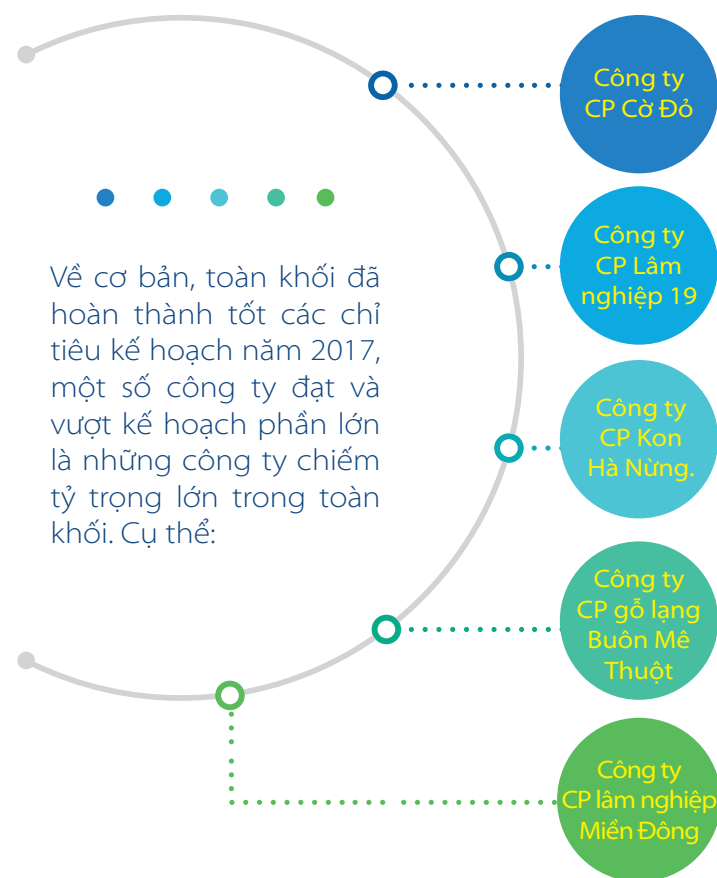 Về cơ bản, toàn khối đã
hoàn thành tốt các chỉ
tiêu kế hoạch năm 2017,
một số công ty đạt và
vượt kế hoạch phần lớn
là những công ty chiếm
tỷ trọng lớn trong toàn
khối. Cụ thể:
Công ty
CP Cờ Đỏ
Công ty
CP Lâm
nghiệp 19
Công ty
CP Kon
Hà Nừng.
Công ty
CP gỗ lạng
Buôn Mê
Thuột
Công ty
CP lâm nghiệp
Miền Đông